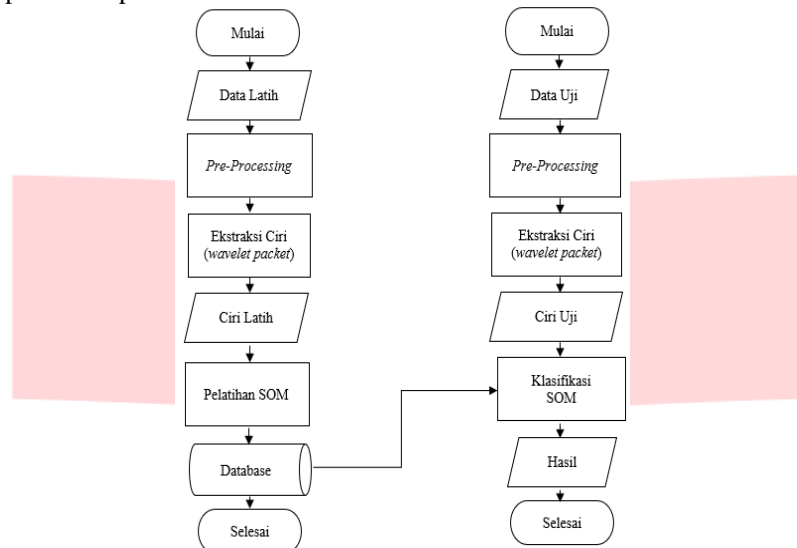 Mulai
Data Latih
Pre-Processing
Ekstraksi Ciri
(wavelet packet)
Ciri Latih
Pelatihan SOM
Database
Selesai
Mulai
Data Uji
Pre-Processing
Ekstraksi Ciri
(wavelet packet)
Ciri Uji
Klasifikasi
SOM
Hasil
Selesai